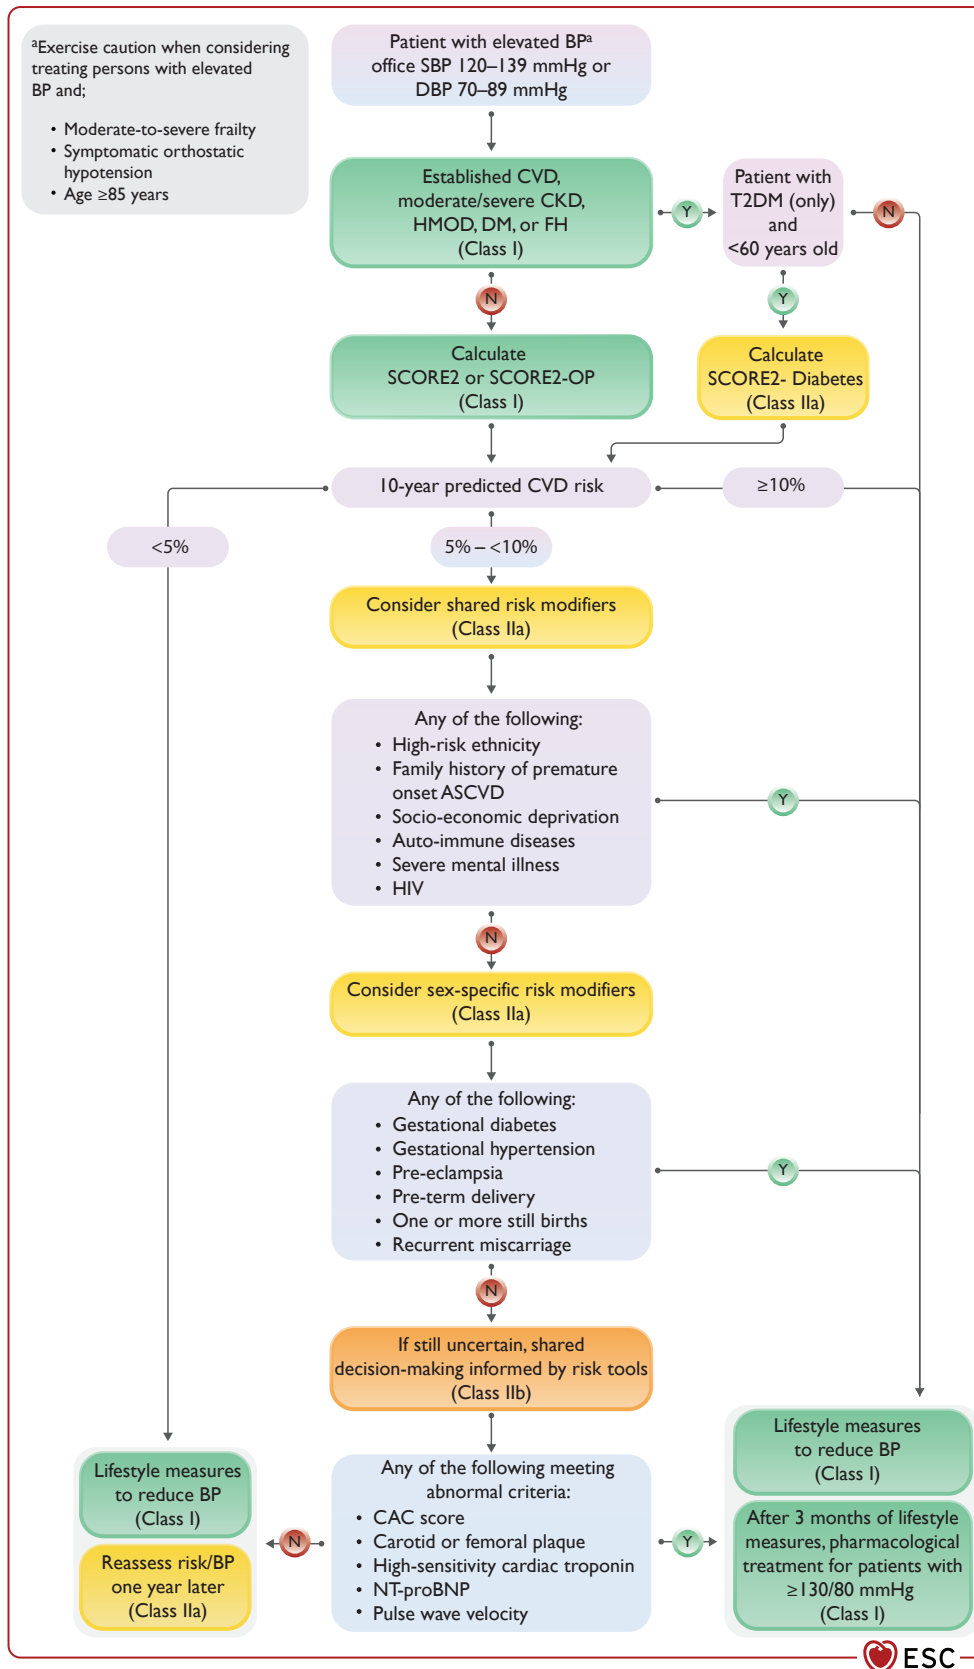 ᵃExercise caution when considering
treating persons with elevated
BP and;
• Moderate-to-severe frailty
• Symptomatic orthostatic
hypotension
• Age ≥85 years
Patient with elevated BPᵃ
office SBP 120–139 mmHg or
DBP 70–89 mmHg
Established CVD,
moderate/severe CKD,
HMOD, DM, or FH
(Class I)
Y
Patient with
T2DM (only)
and
<60 years old
N
N
Y
Calculate
SCORE2 or SCORE2-OP
(Class I)
Calculate
SCORE2- Diabetes
(Class IIa)
10-year predicted CVD risk
≥10%
<5%
5% – <10%
Consider shared risk modifiers
(Class IIa)
Any of the following:
• High-risk ethnicity
• Family history of premature
onset ASCVD
• Socio-economic deprivation
• Auto-immune diseases
• Severe mental illness
• HIV
Y
N
Consider sex-specific risk modifiers
(Class IIa)
Any of the following:
• Gestational diabetes
• Gestational hypertension
• Pre-eclampsia
• Pre-term delivery
• One or more still births
• Recurrent miscarriage
Y
N
If still uncertain, shared
decision-making informed by risk tools
(Class IIb)
Any of the following meeting
abnormal criteria:
• CAC score
• Carotid or femoral plaque
• High-sensitivity cardiac troponin
• NT-proBNP
• Pulse wave velocity
N
Y
Lifestyle measures
to reduce BP
(Class I)
Reassess risk/BP
one year later
(Class IIa)
Lifestyle measures
to reduce BP
(Class I)
After 3 months of lifestyle
measures, pharmacological
treatment for patients with
≥130/80 mmHg
(Class I)
ESC